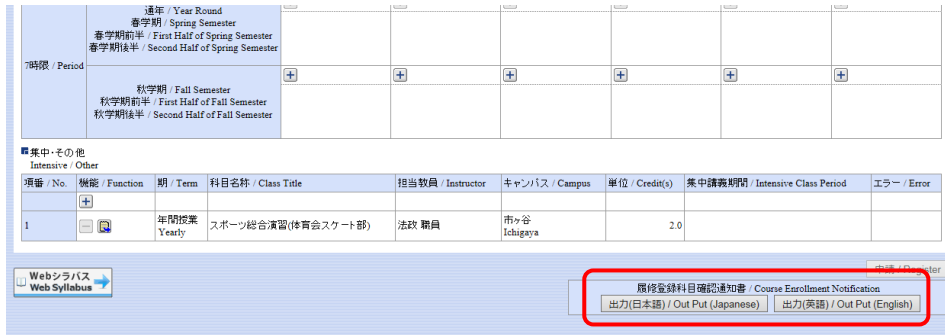 通年 / Year Round
春学期 / Spring Semester
春学期前半 / First Half of Spring Semester
春学期後半 / Second Half of Spring Semester
7時限 / Period
秋学期 / Fall Semester
秋学期前半 / First Half of Fall Semester
秋学期後半 / Second Half of Fall Semester
集中・その他
Intensive / Other
項番 / No. 機能 / Function 期 / Term 科目名称 / Class Title 担当教員 / Instructor キャンパス / Campus 単位 / Credit(s) 集中講義期間 / Intensive Class Period エラー / Error
1 年間授業 Yearly スポーツ総合演習(体育会スケート部) 法政 職員 市ヶ谷 Ichigaya 2.0
申請 / Register
Webシラバス
Web Syllabus
履修登録科目確認通知書 / Course Enrollment Notification
出力(日本語) / Out Put (Japanese) 出力(英語) / Out Put (English)